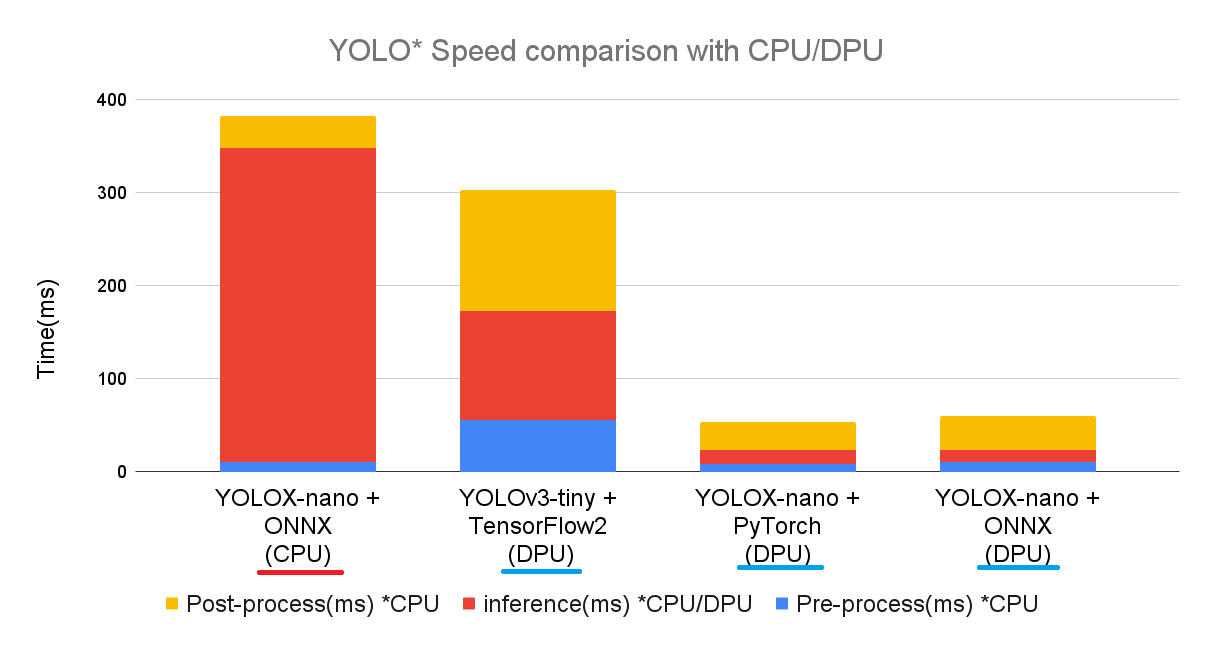 YOLO* Speed comparison with CPU/DPU
400
300
200
100
0
Time(ms)
YOLOX-nano +
ONNX
(CPU)
YOLOv3-tiny +
TensorFlow2
(DPU)
YOLOX-nano +
PyTorch
(DPU)
YOLOX-nano +
ONNX
(DPU)
Post-process(ms) *CPU
inference(ms) *CPU/DPU
Pre-process(ms) *CPU